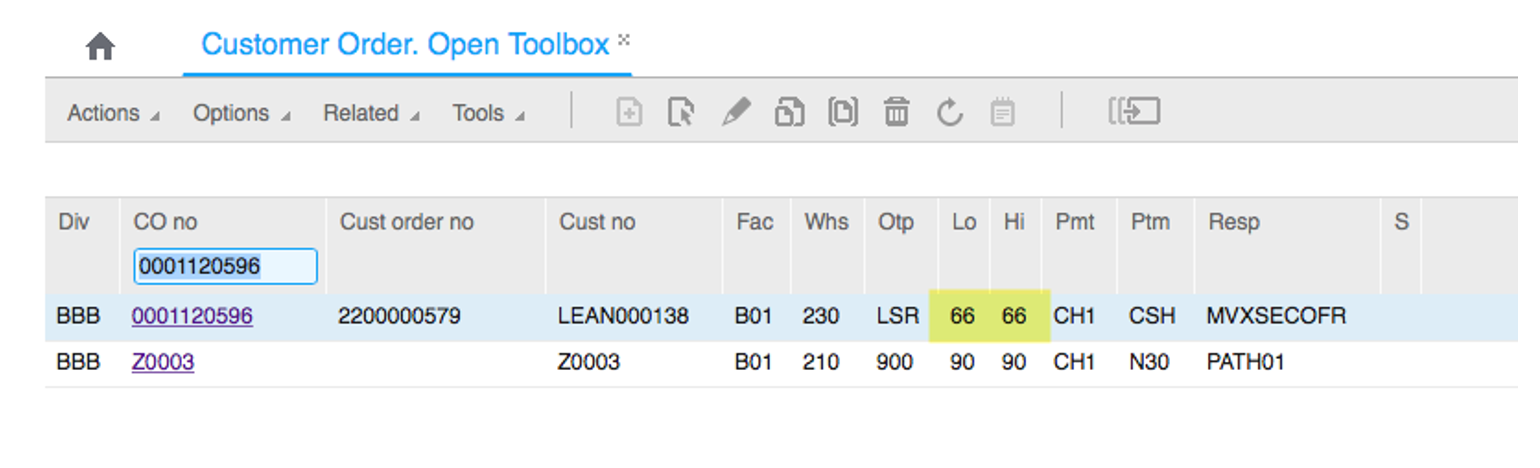 Customer Order. Open Toolbox
Actions Options Related Tools
Div CO no Cust order no Cust no Fac Whs Otp Lo Hi Pmt Ptm Resp S
0001120596
BBB 0001120596 2200000579 LEAN000138 B01 230 LSR 66 66 CH1 CSH MVXSECOFR
BBB Z0003 Z0003 B01 210 900 90 90 CH1 N30 PATH01